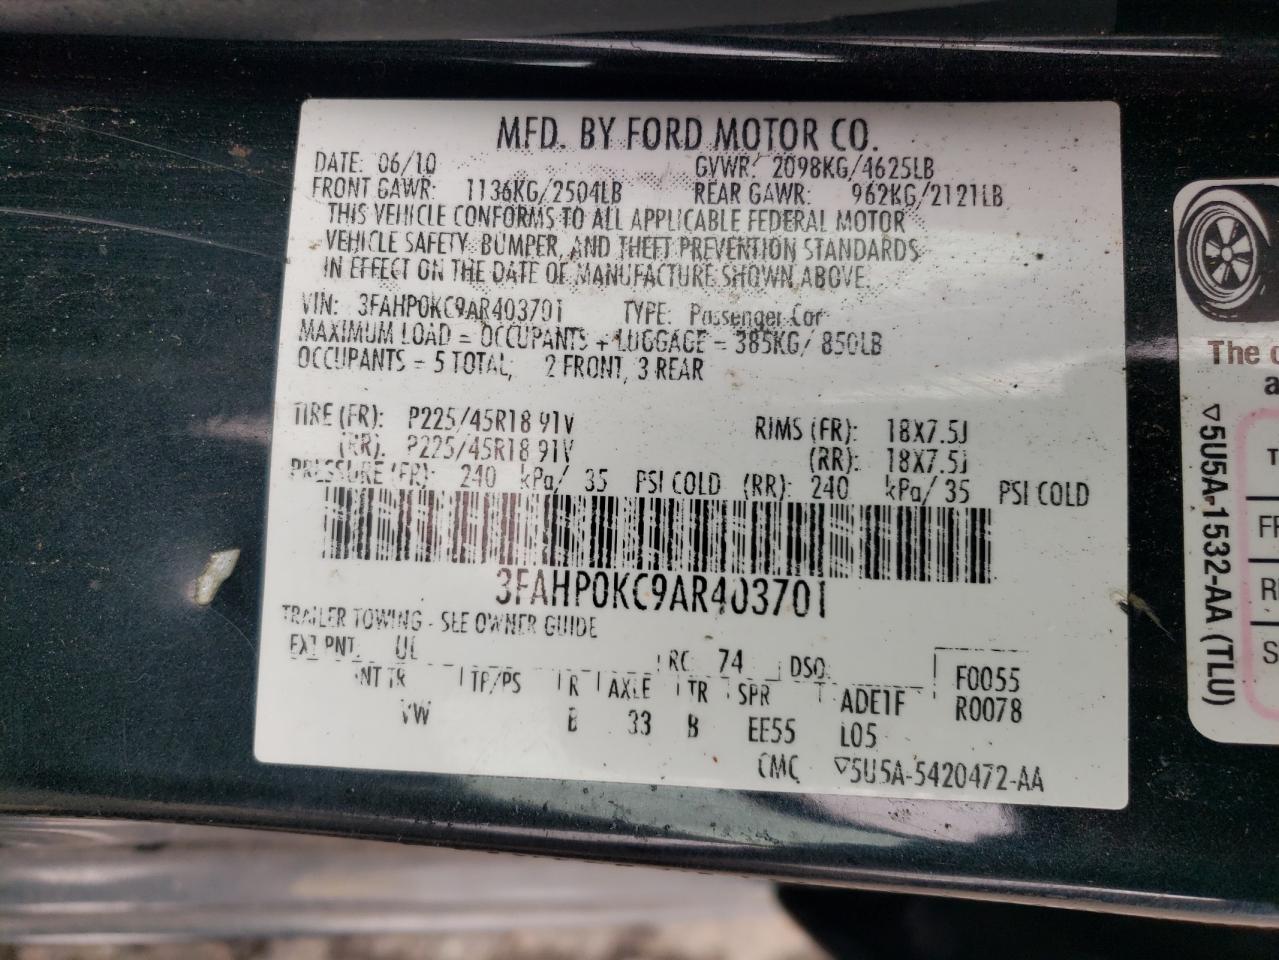 MFD. BY FORD MOTOR CO.
DATE: 06/10 GVWR: 2098KG/4625LB
FRONT GAWR: 1136KG/2504LB REAR GAWR: 962KG/2121LB
THIS VEHICLE CONFORMS TO ALL APPLICABLE FEDERAL MOTOR
VEHICLE SAFETY, BUMPER, AND THEFT PREVENTION STANDARDS
IN EFFECT ON THE DATE OF MANUFACTURE SHOWN ABOVE.
VIN: 3FAHP0KC9AR403701 TYPE: Passenger Car
MAXIMUM LOAD = OCCUPANTS + LUGGAGE = 385KG/ 850LB
OCCUPANTS = 5 TOTAL, 2 FRONT, 3 REAR
TIRE (FR): P225/45R18 91V RIMS (FR): 18X7.5J
(RR): P225/45R18 91V (RR): 18X7.5J
PRESSURE (FR): 240 kPa/ 35 PSI COLD (RR): 240 kPa/ 35 PSI COLD
3FAHP0KC9AR403701
TRAILER TOWING - SEE OWNER GUIDE
EXT PNT: RC: 74 DSO:
INT TR TP/PS R AXLE TR SPR ADE1F F0055
VW B 33 B EE55 L05 R0078
CMC ▽5U5A-5420472-AA
The
▽5U5A-1532-AA (TLU)